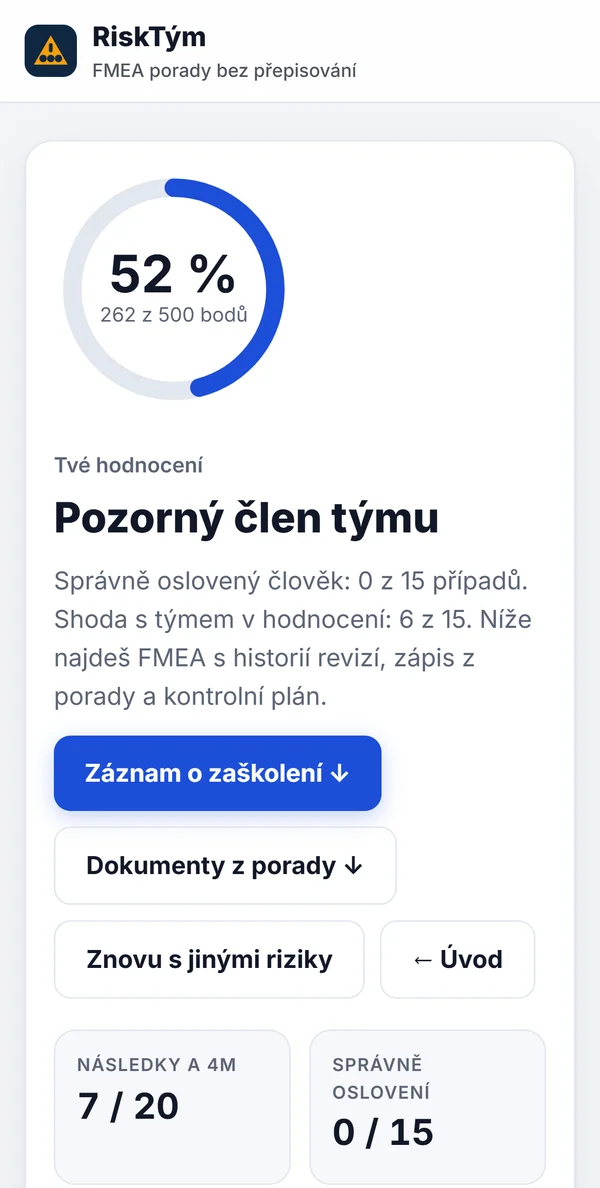 RiskTým
FMEA porady bez přepisování
52 %
262 z 500 bodů
Tvé hodnocení
Pozorný člen týmu
Správně oslovený člověk: 0 z 15 případů.
Shoda s týmem v hodnocení: 6 z 15. Níže
najdeš FMEA s historií revizí, zápis z
porady a kontrolní plán.
Záznam o zaškolení ↓
Dokumenty z porady ↓
Znovu s jinými riziky
← Úvod
NÁSLEDKY A 4M
7 / 20
SPRÁVNĚ
OSLOVENÍ
0 / 15